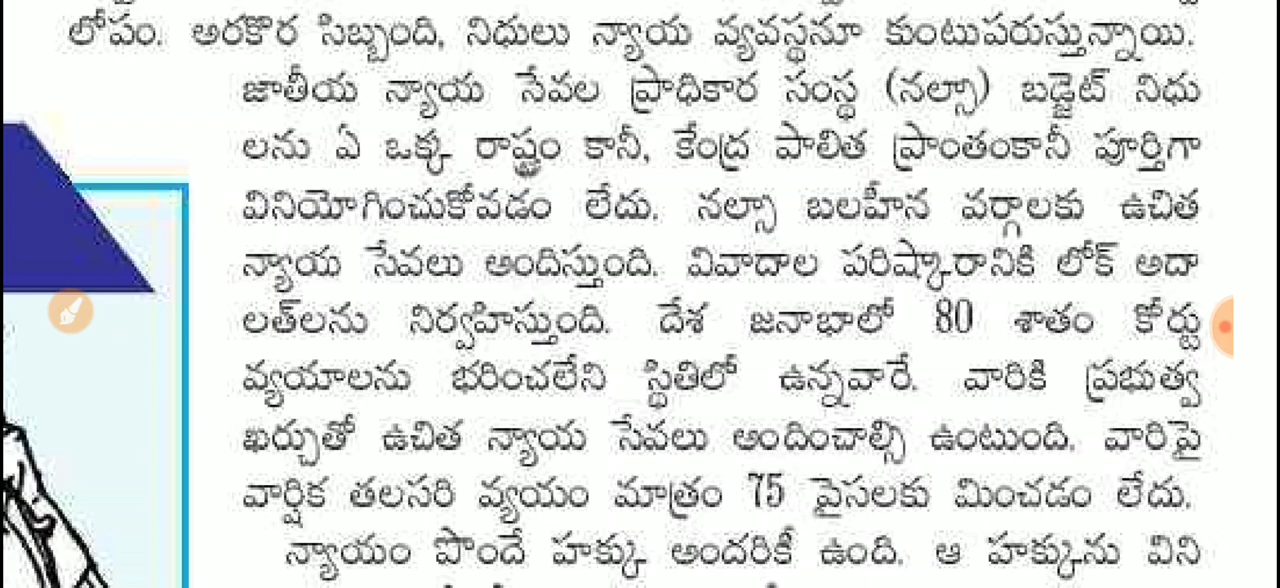 లోపం. అరకొర సిబ్బంది, నిధులు న్యాయ వ్యవస్థనూ కుంటుపరుస్తున్నాయి.
జాతీయ న్యాయ సేవల ప్రాధికార సంస్థ (నల్సా) బడ్జెట్ నిధు
లను ఏ ఒక్క రాష్ట్రం కానీ, కేంద్ర పాలిత ప్రాంతంకానీ పూర్తిగా
వినియోగించుకోవడం లేదు. నల్సా బలహీన వర్గాలకు ఉచిత
న్యాయ సేవలు అందిస్తుంది. వివాదాల పరిష్కారానికి లోక్ అదా
లత్‌లను నిర్వహిస్తుంది. దేశ జనాభాలో 80 శాతం కోర్టు
వ్యయాలను భరించలేని స్థితిలో ఉన్నవారే. వారికి ప్రభుత్వ
ఖర్చుతో ఉచిత న్యాయ సేవలు అందించాల్సి ఉంటుంది. వారిపై
వార్షిక తలసరి వ్యయం మాత్రం 75 పైసలకు మించడం లేదు.
న్యాయం పొందే హక్కు అందరికీ ఉంది. ఆ హక్కును విని